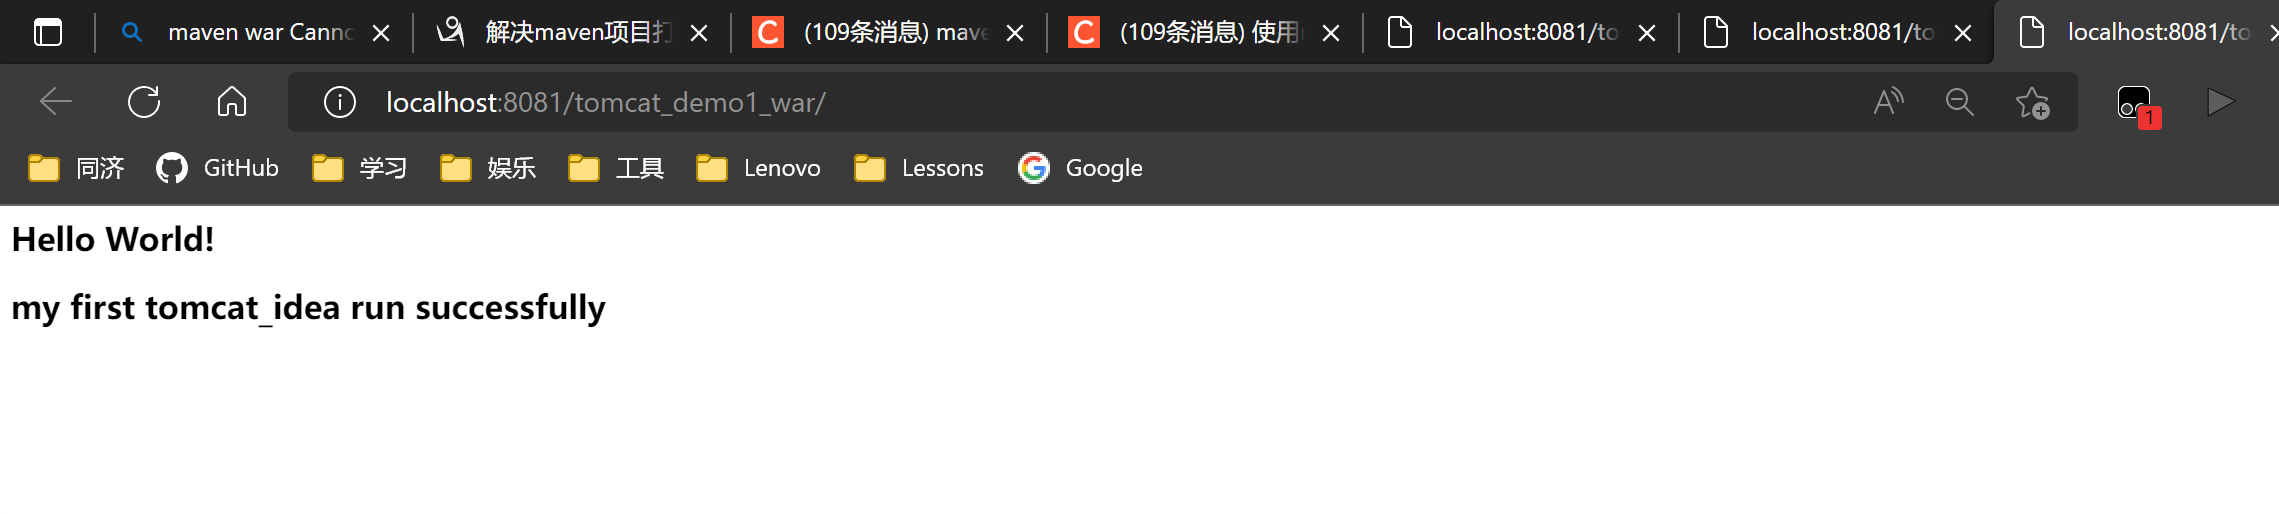 maven war Canno
解决maven项目打
(109条消息) mave
(109条消息) 使用
localhost:8081/to
localhost:8081/to
localhost:8081/to
localhost:8081/tomcat_demo1_war/
1
同济
GitHub
学习
娱乐
工具
Lenovo
Lessons
Google
Hello World!
my first tomcat_idea run successfully